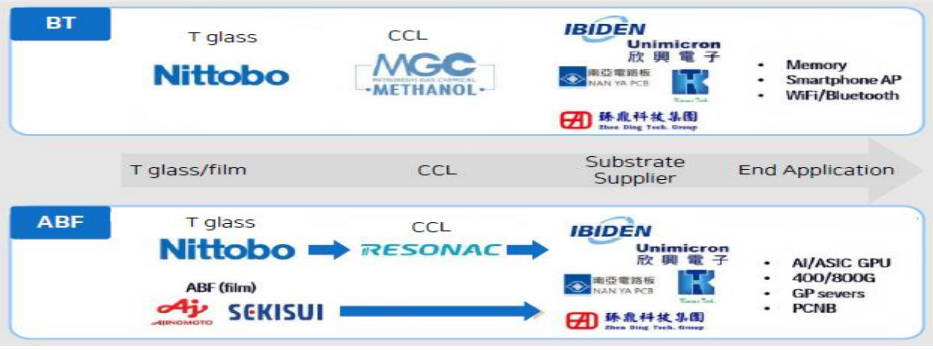 BT
T glass
Nittobo
CCL
MGC
MITSUBISHI GAS CHEMICAL
·METHANOL·
IBIDEN
Unimicron
欣興電子
南亞電路板
NAN YA PCB
臻鼎科技集團
Zhen Ding Tech. Group
• Memory
• Smartphone AP
• WiFi/Bluetooth
T glass/film
CCL
Substrate
Supplier
End Application
ABF
T glass
Nittobo
CCL
RESONAC
ABF (film)
Aj
AJINOMOTO
SEKISUI
IBIDEN
Unimicron
欣興電子
南亞電路板
NAN YA PCB
臻鼎科技集團
Zhen Ding Tech. Group
• AI/ASIC GPU
• 400/800G
• GP severs
• PCNB